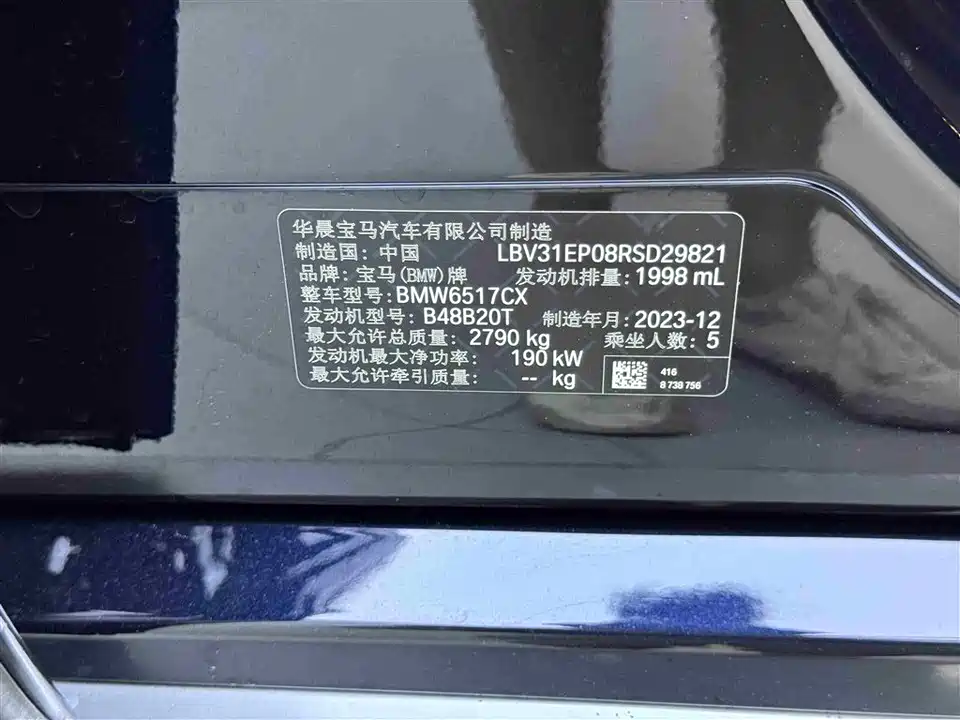 华晨宝马汽车有限公司制造
制造国：中国 LBV31EP08RSD29821
品牌：宝马(BMW)牌 发动机排量：1998 mL
整车型号：BMW6517CX
发动机型号：B48B20T 制造年月：2023-12
最大允许总质量：2790 kg 乘坐人数：5
发动机最大净功率：190 kW
最大允许牵引质量：-- kg
416
8 739 756